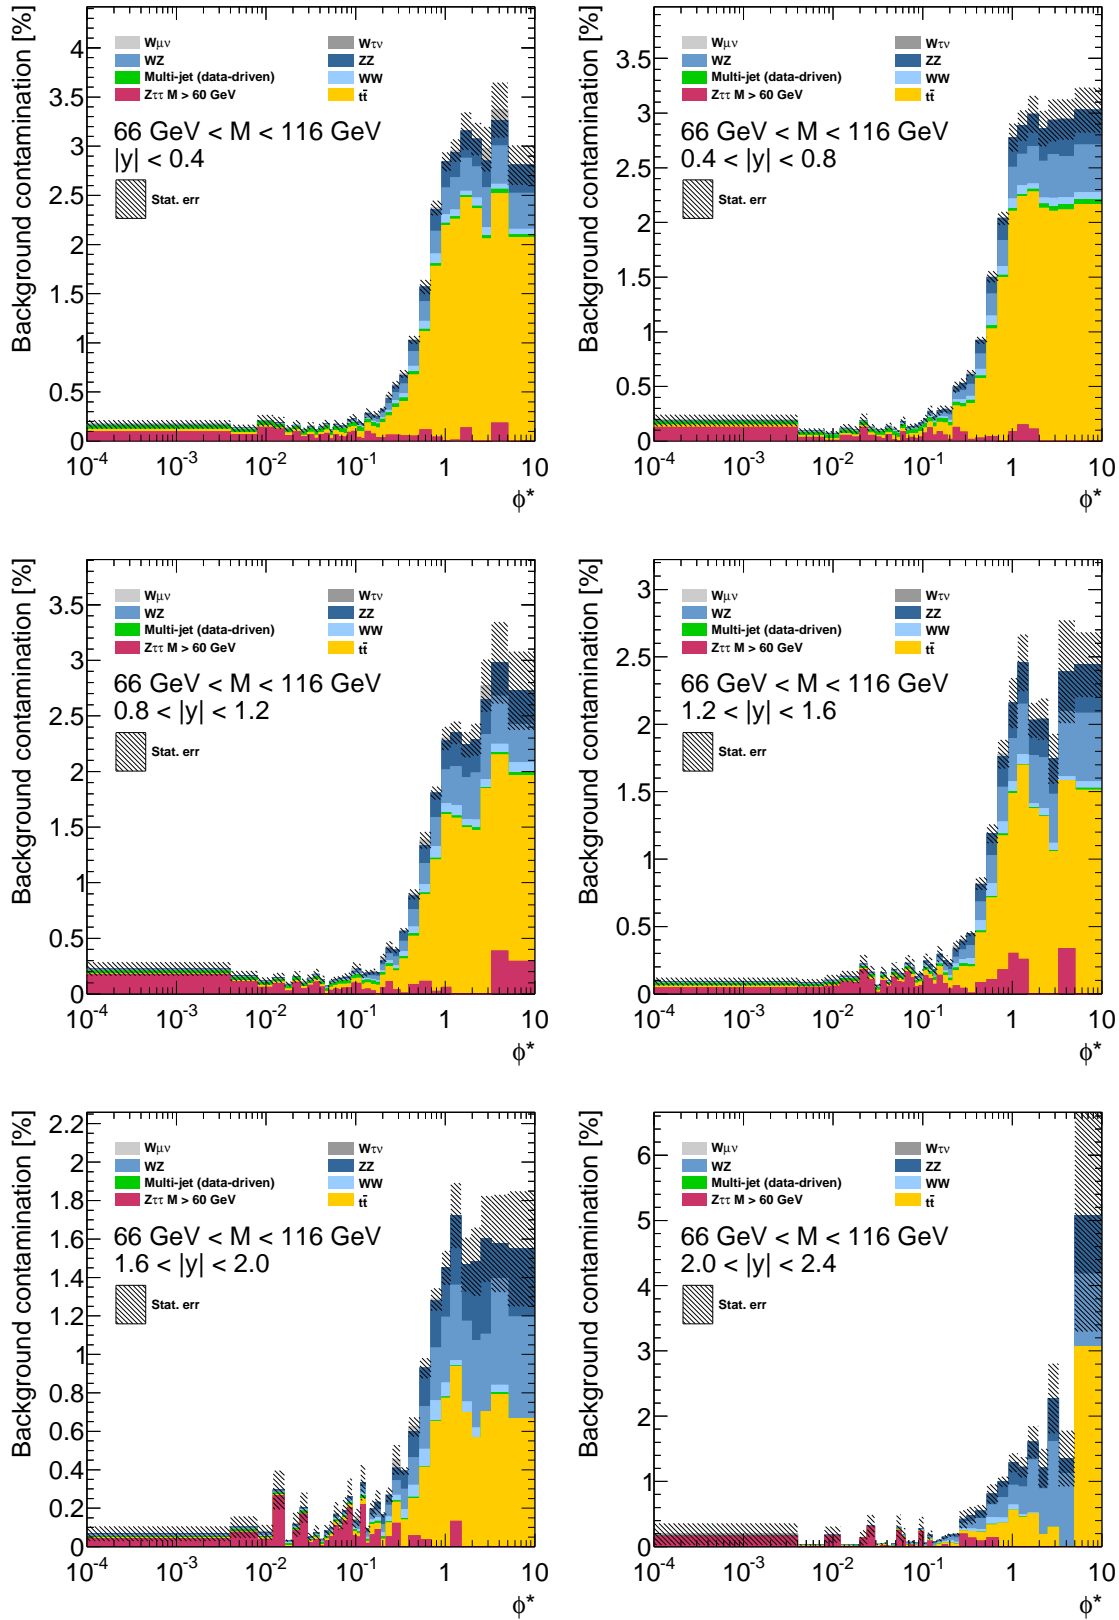 Background contamination [%]
Wμν
Wτν
WZ
ZZ
Multi-jet (data-driven)
WW
Zττ M > 60 GeV
tt̄
66 GeV < M < 116 GeV
|y| < 0.4
Stat. err
4
3.5
3
2.5
2
1.5
1
0.5
0
10⁻⁴ 10⁻³ 10⁻² 10⁻¹ 1 10
ϕ*
Background contamination [%]
Wμν
Wτν
WZ
ZZ
Multi-jet (data-driven)
WW
Zττ M > 60 GeV
tt̄
66 GeV < M < 116 GeV
0.4 < |y| < 0.8
Stat. err
3.5
3
2.5
2
1.5
1
0.5
0
10⁻⁴ 10⁻³ 10⁻² 10⁻¹ 1 10
ϕ*
Background contamination [%]
Wμν
Wτν
WZ
ZZ
Multi-jet (data-driven)
WW
Zττ M > 60 GeV
tt̄
66 GeV < M < 116 GeV
0.8 < |y| < 1.2
Stat. err
3.5
3
2.5
2
1.5
1
0.5
0
10⁻⁴ 10⁻³ 10⁻² 10⁻¹ 1 10
ϕ*
Background contamination [%]
Wμν
Wτν
WZ
ZZ
Multi-jet (data-driven)
WW
Zττ M > 60 GeV
tt̄
66 GeV < M < 116 GeV
1.2 < |y| < 1.6
Stat. err
3
2.5
2
1.5
1
0.5
0
10⁻⁴ 10⁻³ 10⁻² 10⁻¹ 1 10
ϕ*
Background contamination [%]
Wμν
Wτν
WZ
ZZ
Multi-jet (data-driven)
WW
Zττ M > 60 GeV
tt̄
66 GeV < M < 116 GeV
1.6 < |y| < 2.0
Stat. err
2.2
2
1.8
1.6
1.4
1.2
1
0.8
0.6
0.4
0.2
0
10⁻⁴ 10⁻³ 10⁻² 10⁻¹ 1 10
ϕ*
Background contamination [%]
Wμν
Wτν
WZ
ZZ
Multi-jet (data-driven)
WW
Zττ M > 60 GeV
tt̄
66 GeV < M < 116 GeV
2.0 < |y| < 2.4
Stat. err
6
5
4
3
2
1
0
10⁻⁴ 10⁻³ 10⁻² 10⁻¹ 1 10
ϕ*